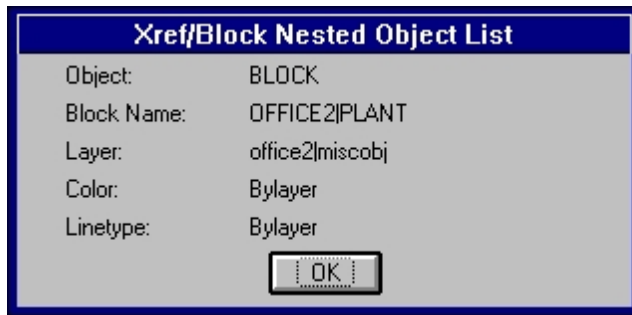 Xref/Block Nested Object List
Object: BLOCK
Block Name: OFFICE2|PLANT
Layer: office2|miscobj
Color: Bylayer
Linetype: Bylayer
OK